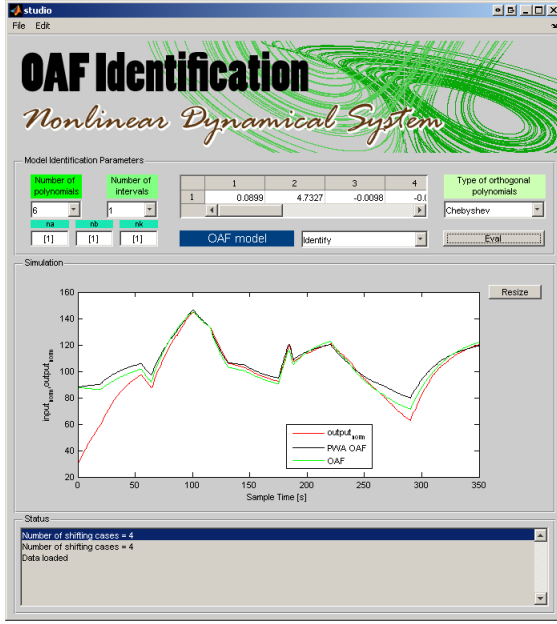 studio
File Edit
OAF Identification
Nonlinear Dynamical System
Model Identification Parameters
Number of polynomials
Number of intervals
6
1
na nb nk
[1] [1] [1]
1 2 3 4
1 0.0899 4.7327 -0.0098
OAF model
Identify
Type of orthogonal polynomials
Chebyshev
Eval
Simulation
Resize
160
140
120
100
80
60
40
20
0 50 100 150 200 250 300 350
input_norm,output_norm
Sample Time [s]
output_norm
PWA OAF
OAF
Status
Number of shifting cases = 4
Number of shifting cases = 4
Data loaded